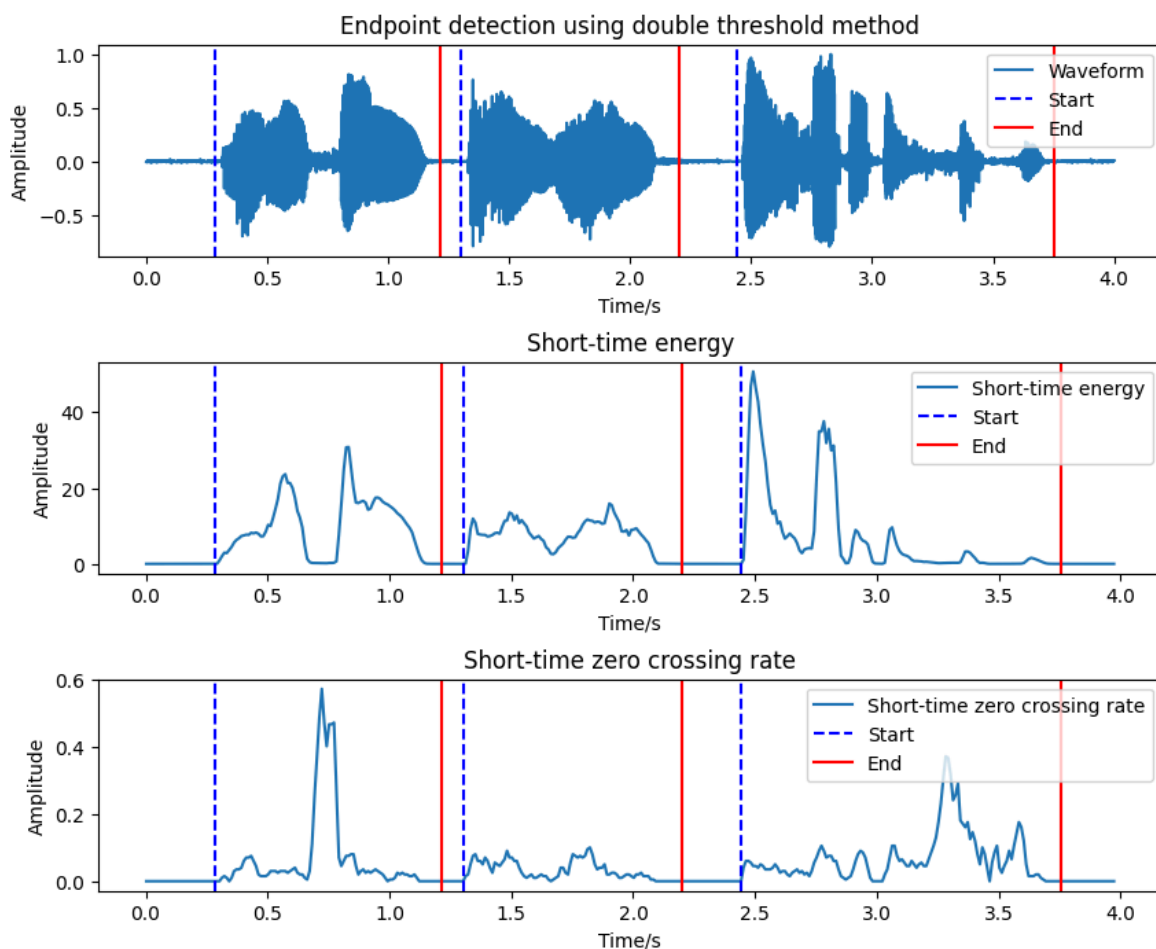 Endpoint detection using double threshold method
Amplitude
1.0
0.5
0.0
−0.5
Waveform
Start
End
0.0 0.5 1.0 1.5 2.0 2.5 3.0 3.5 4.0
Time/s
Short-time energy
Amplitude
40
20
0
Short-time energy
Start
End
0.0 0.5 1.0 1.5 2.0 2.5 3.0 3.5 4.0
Time/s
Short-time zero crossing rate
Amplitude
0.6
0.4
0.2
0.0
Short-time zero crossing rate
Start
End
0.0 0.5 1.0 1.5 2.0 2.5 3.0 3.5 4.0
Time/s